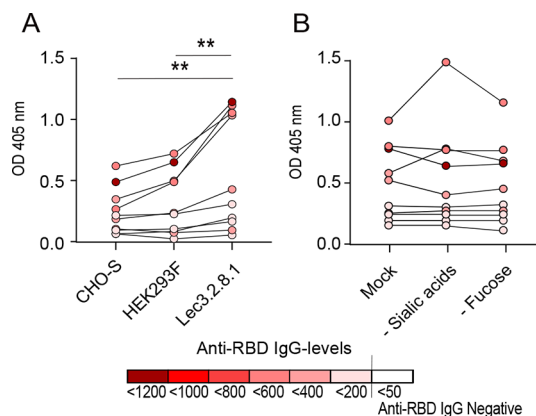 A
B
**
**
1.5
1.0
0.5
0.0
OD 405 nm
CHO-S
HEK293F
Lec3.2.8.1
1.5
1.0
0.5
0.0
OD 405 nm
Mock
- Sialic acids
- Fucose
Anti-RBD IgG-levels
<1200 <1000 <800 <600 <400 <200 <50
Anti-RBD IgG Negative